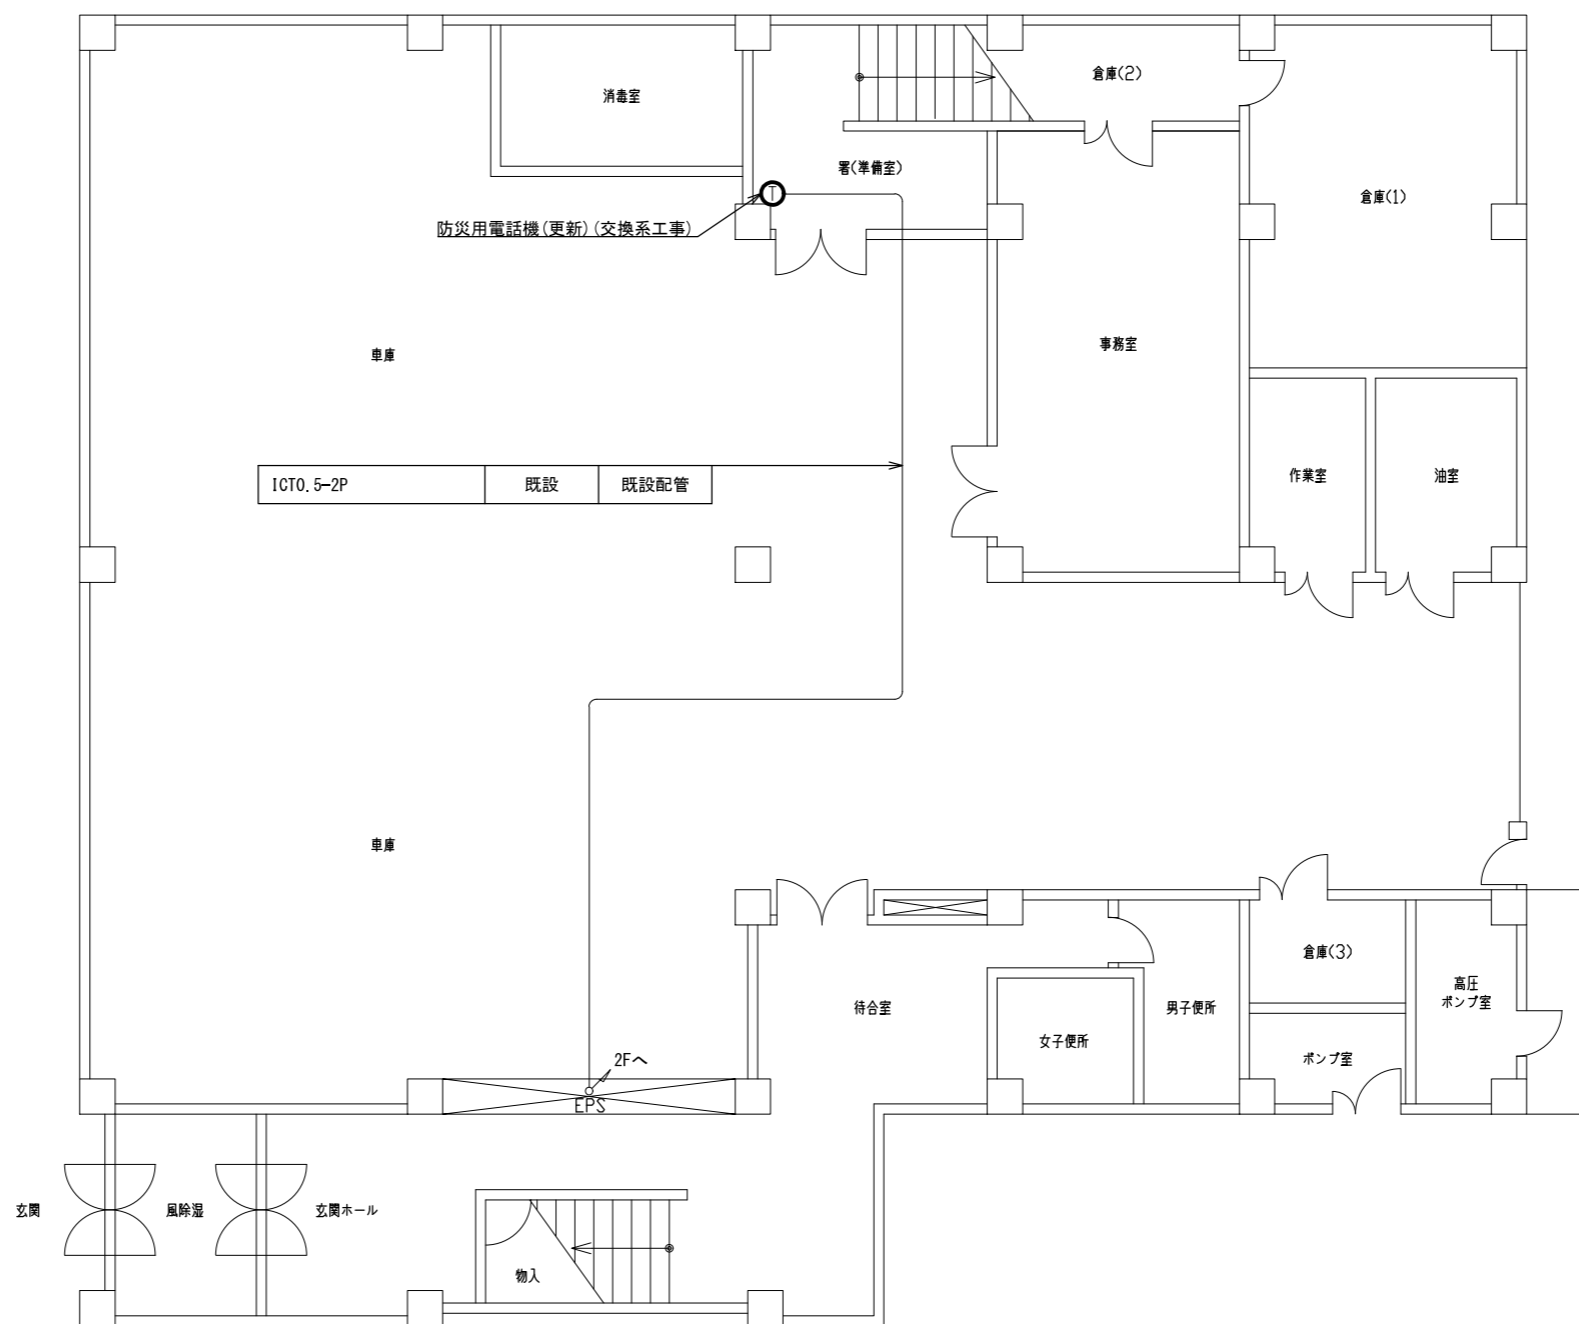 倉庫(2)
消毒室
署(準備室)
倉庫(1)
T
防災用電話機(更新)(交換系工事)
事務室
車庫
ICT0.5-2P 既設 既設配管
作業室
油室
車庫
倉庫(3)
高圧
ポンプ室
待合室
男子便所
女子便所
2Fへ
ポンプ室
EPS
玄関
風除湿
玄関ホール
物入